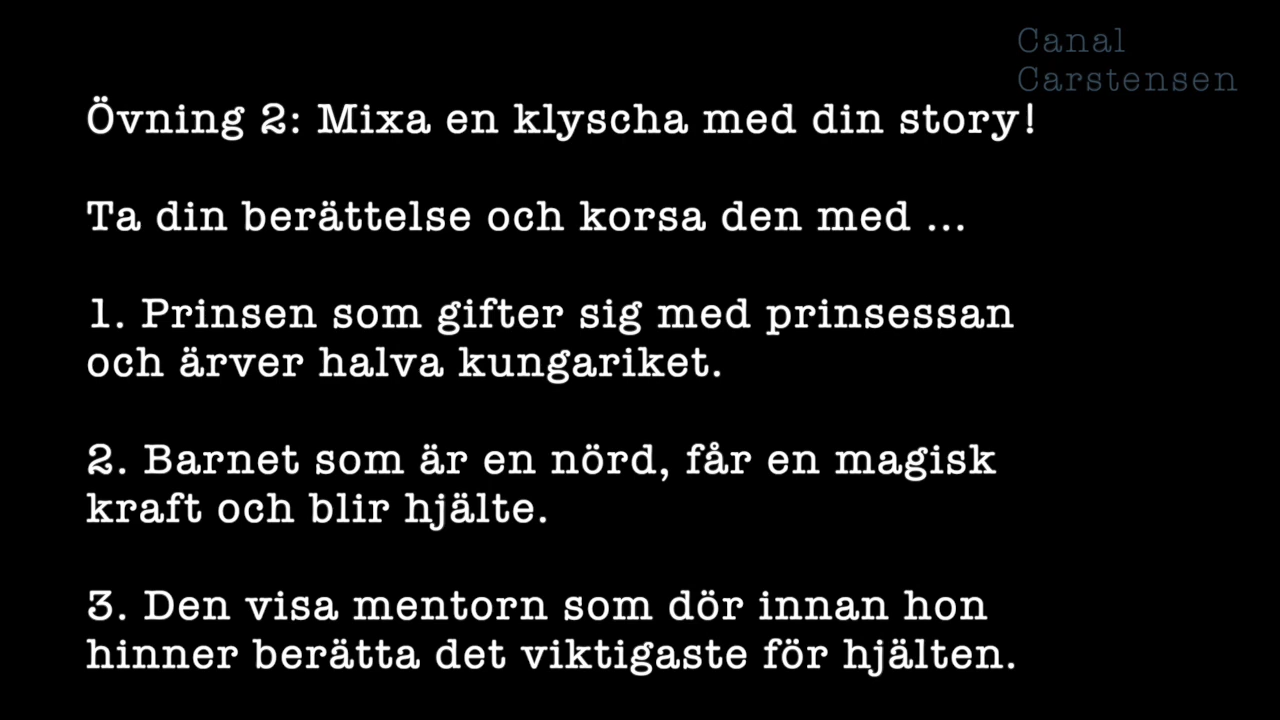 Canal
Carstensen
Övning 2: Mixa en klyscha med din story!
Ta din berättelse och korsa den med ...
1. Prinsen som gifter sig med prinsessan
och ärver halva kungariket.
2. Barnet som är en nörd, får en magisk
kraft och blir hjälte.
3. Den visa mentorn som dör innan hon
hinner berätta det viktigaste för hjälten.